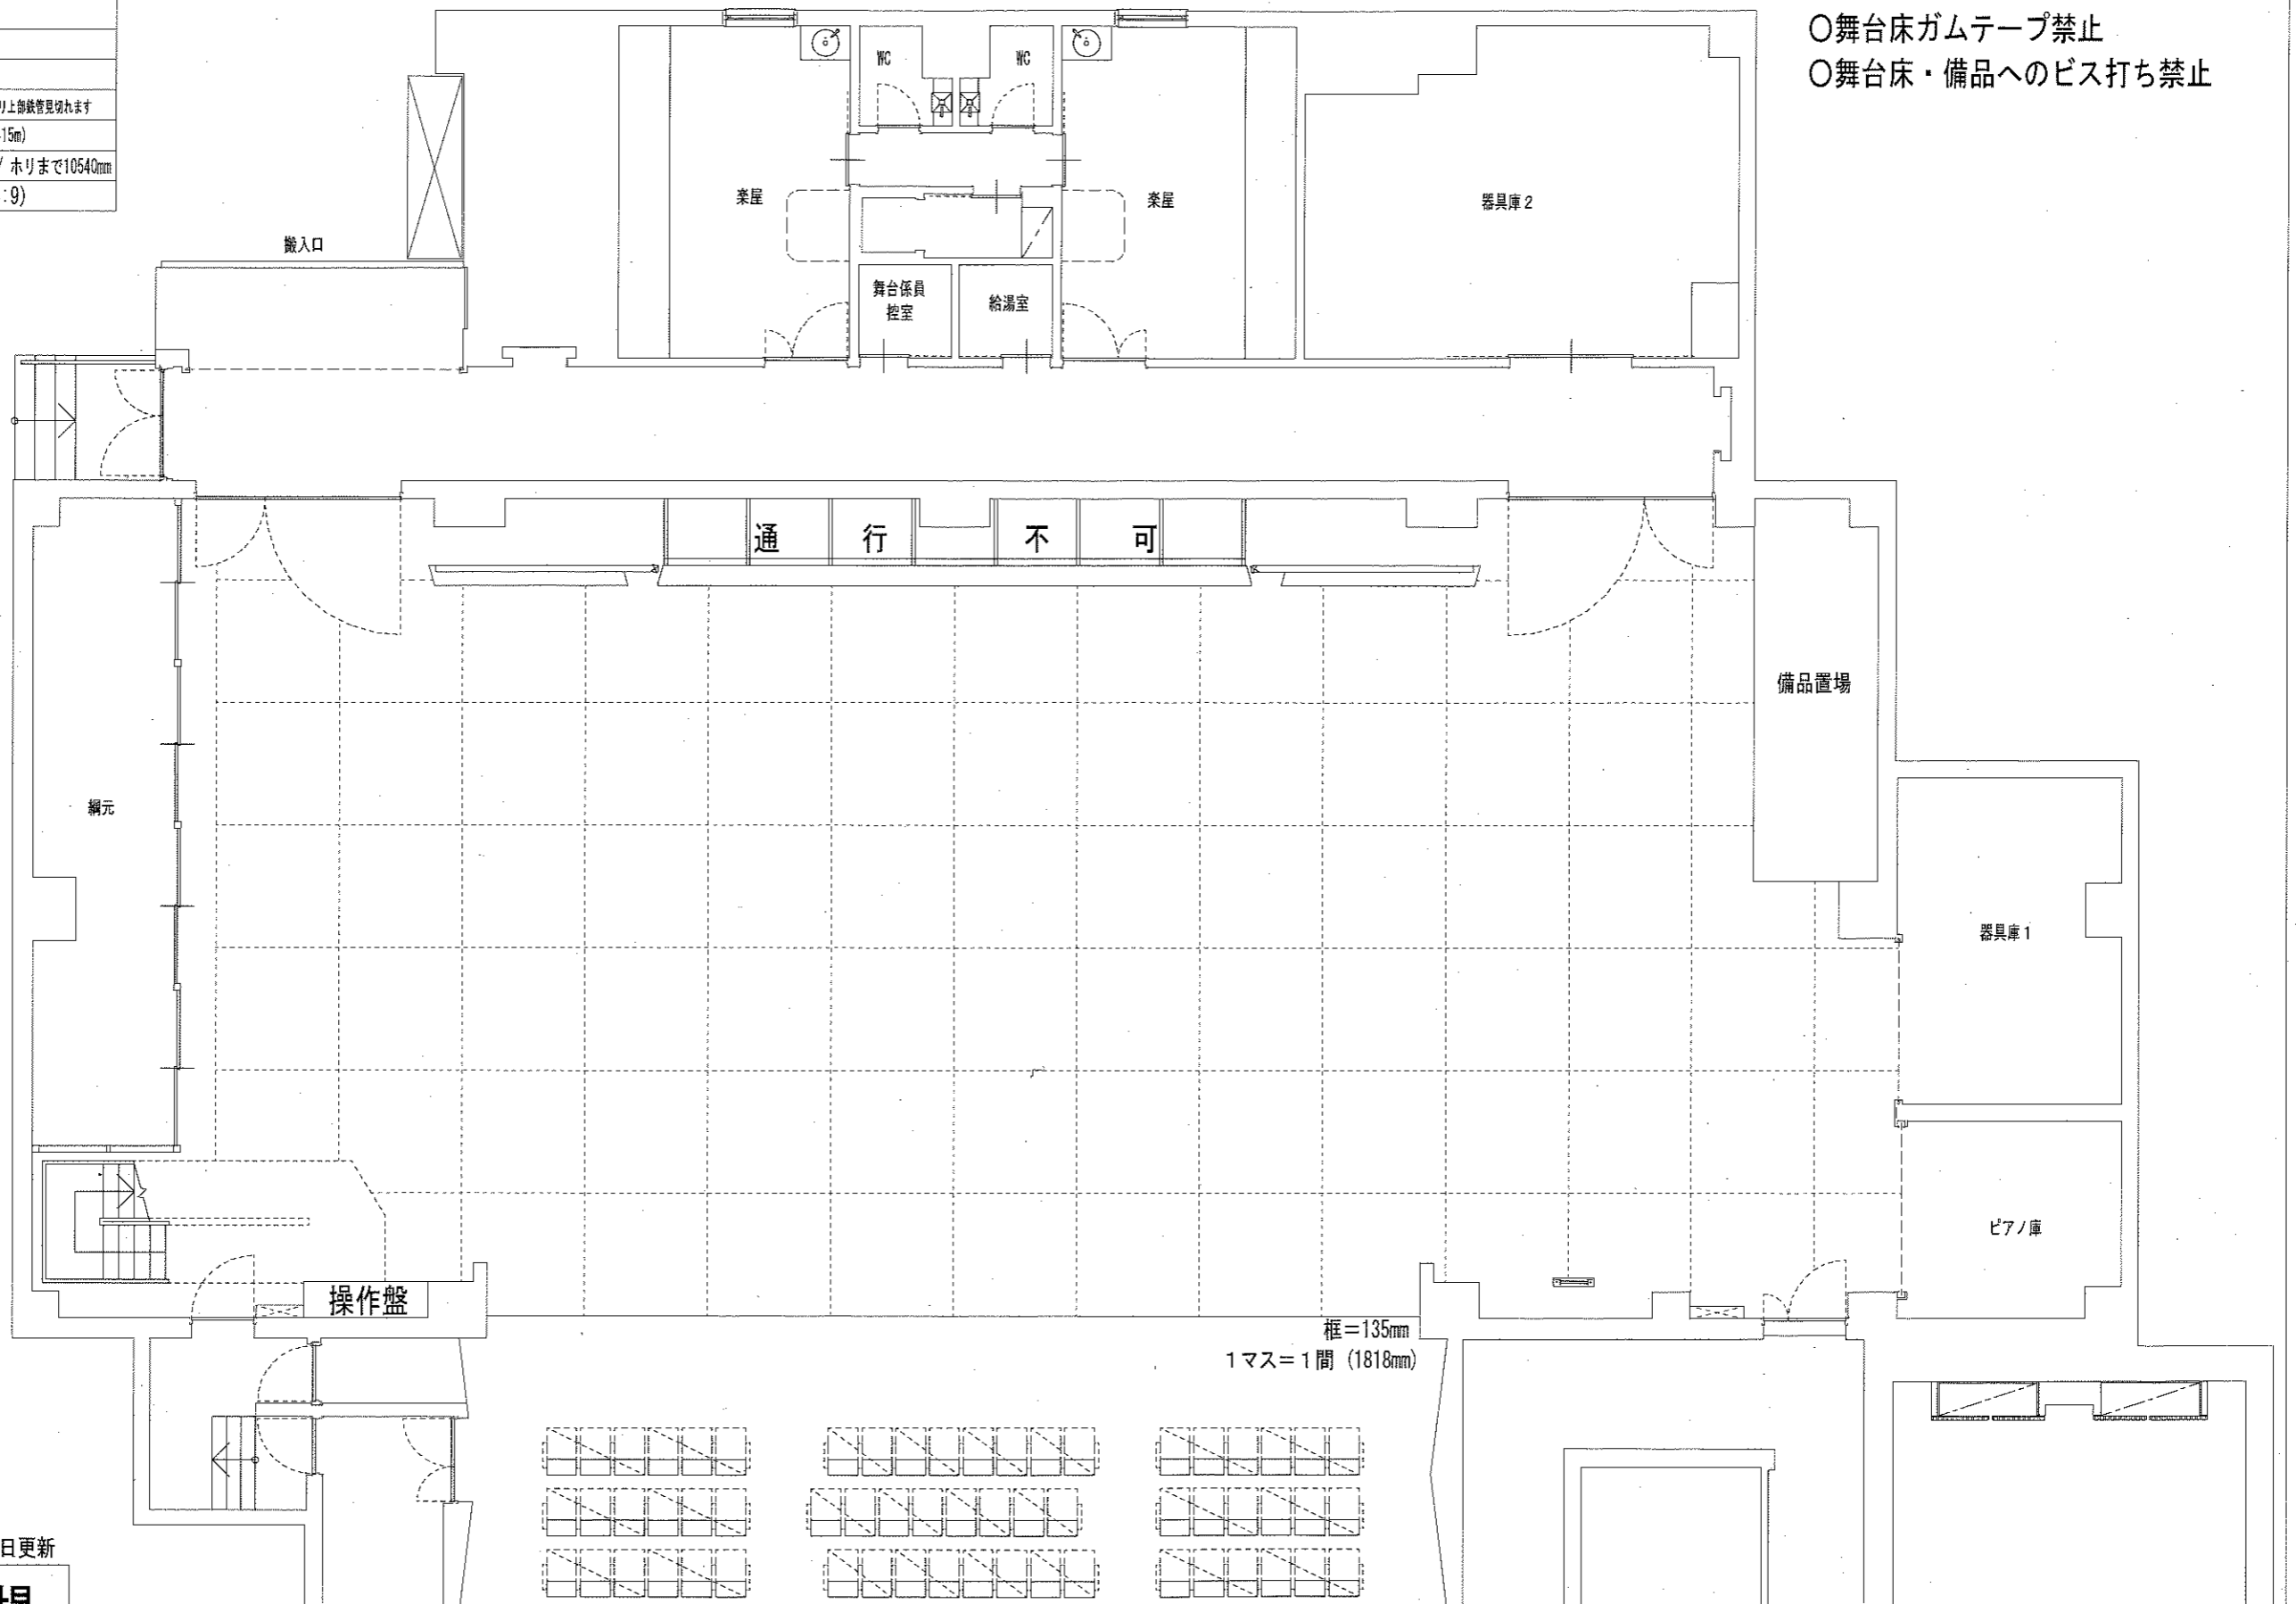 リ上部鉄管見切れます
15m)
/ ホリまで10540mm
:9)
〇舞台床ガムテープ禁止
〇舞台床・備品へのビス打ち禁止
WC
WC
楽屋
楽屋
器具庫2
搬入口
舞台係員
控室
給湯室
通 行 不 可
備品置場
綱元
器具庫1
ピアノ庫
操作盤
框=135mm
1マス=1間 (1818mm)
日更新